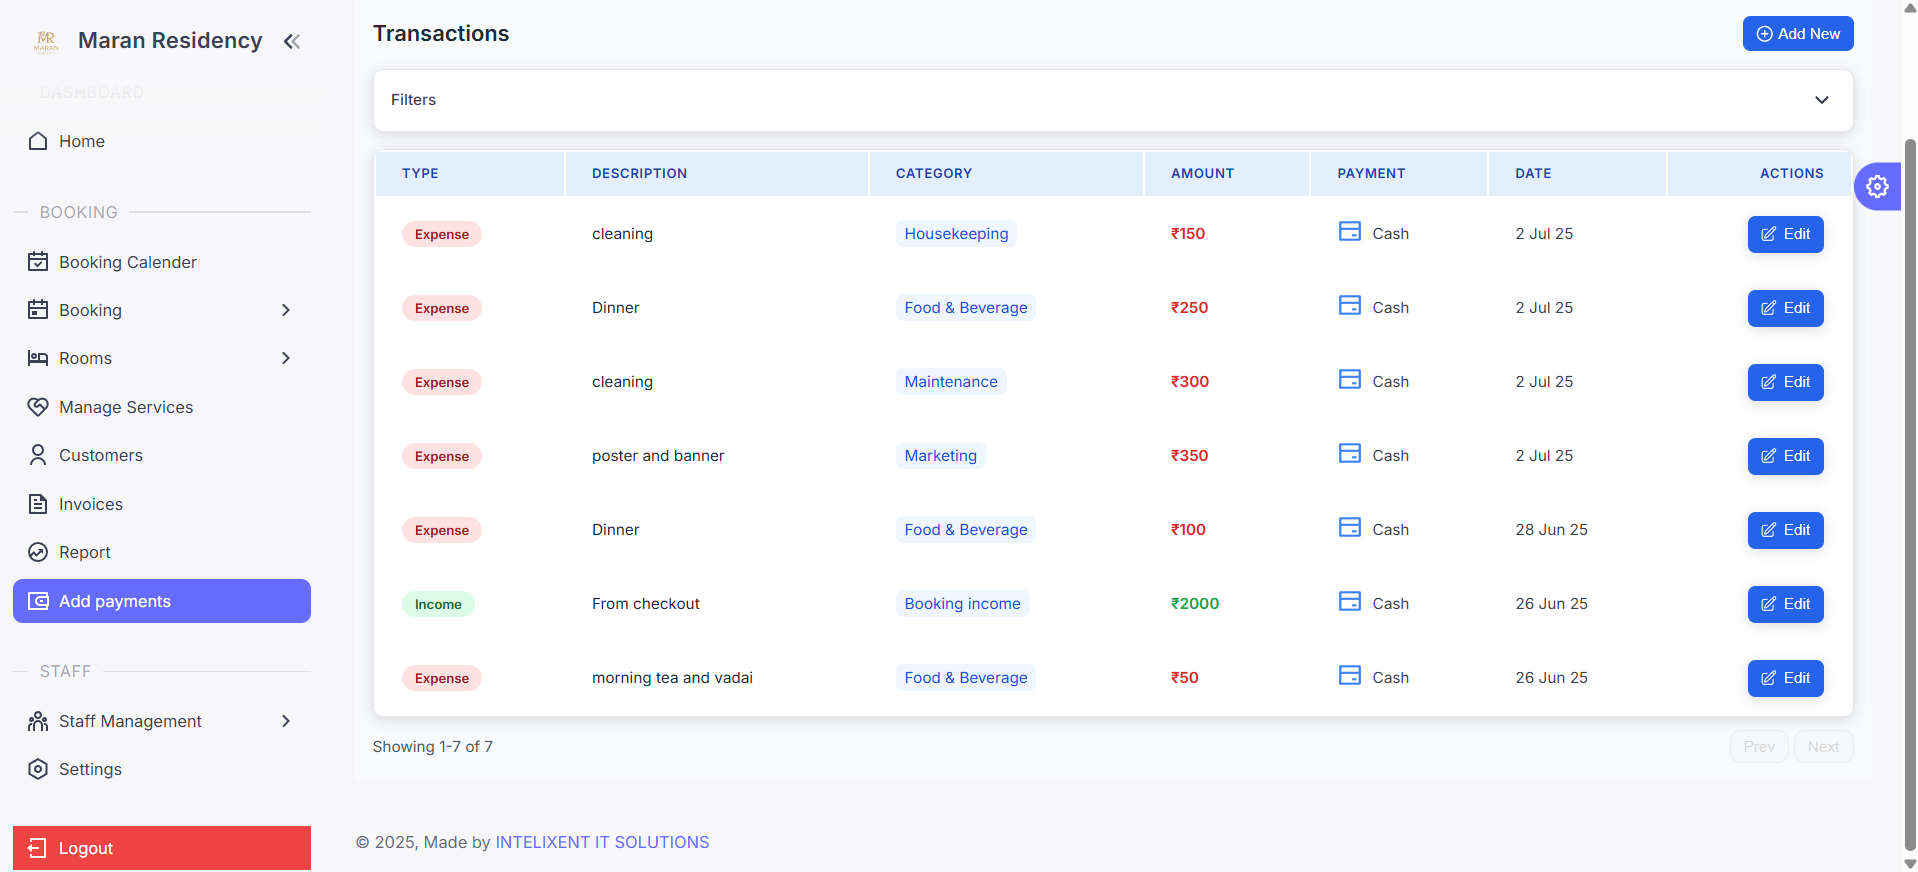 MR
MARAN
Maran Residency
DASHBOARD
Home
BOOKING
Booking Calender
Booking
Rooms
Manage Services
Customers
Invoices
Report
Add payments
STAFF
Staff Management
Settings
Logout
Transactions
Add New
Filters
TYPE DESCRIPTION CATEGORY AMOUNT PAYMENT DATE ACTIONS
Expense cleaning Housekeeping ₹150 Cash 2 Jul 25 Edit
Expense Dinner Food & Beverage ₹250 Cash 2 Jul 25 Edit
Expense cleaning Maintenance ₹300 Cash 2 Jul 25 Edit
Expense poster and banner Marketing ₹350 Cash 2 Jul 25 Edit
Expense Dinner Food & Beverage ₹100 Cash 28 Jun 25 Edit
Income From checkout Booking income ₹2000 Cash 26 Jun 25 Edit
Expense morning tea and vadai Food & Beverage ₹50 Cash 26 Jun 25 Edit
Showing 1-7 of 7
Prev Next
© 2025, Made by INTELIXENT IT SOLUTIONS